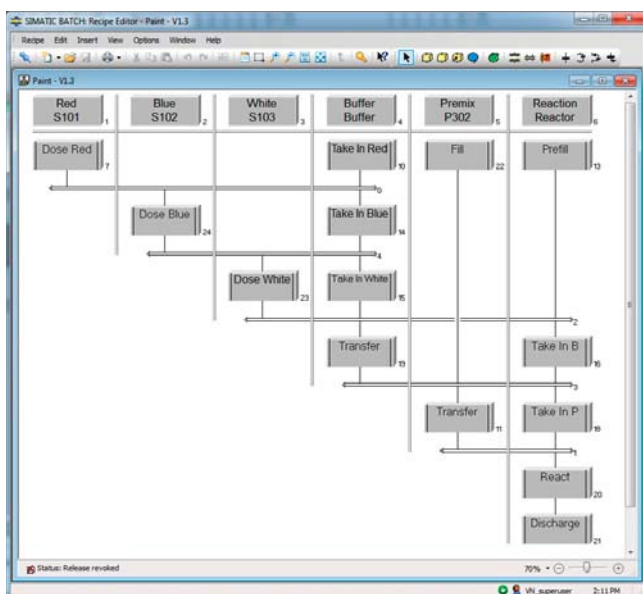 SIMATIC BATCH: Recipe Editor - Paint - V1.3
Recipe Edit Insert View Options Window Help
Paint - V1.3
Red
S101
1
Blue
S102
2
White
S103
3
Buffer
Buffer
4
Premix
P302
5
Reaction
Reactor
6
Dose Red
7
Take In Red
10
Fill
22
Prefill
13
0
Dose Blue
24
Take In Blue
14
4
Dose White
23
Take In White
15
2
Transfer
19
Take In B
16
3
Transfer
11
Take In P
18
1
React
20
Discharge
21
Status: Release revoked
70%
VN_superuser 2:11 PM